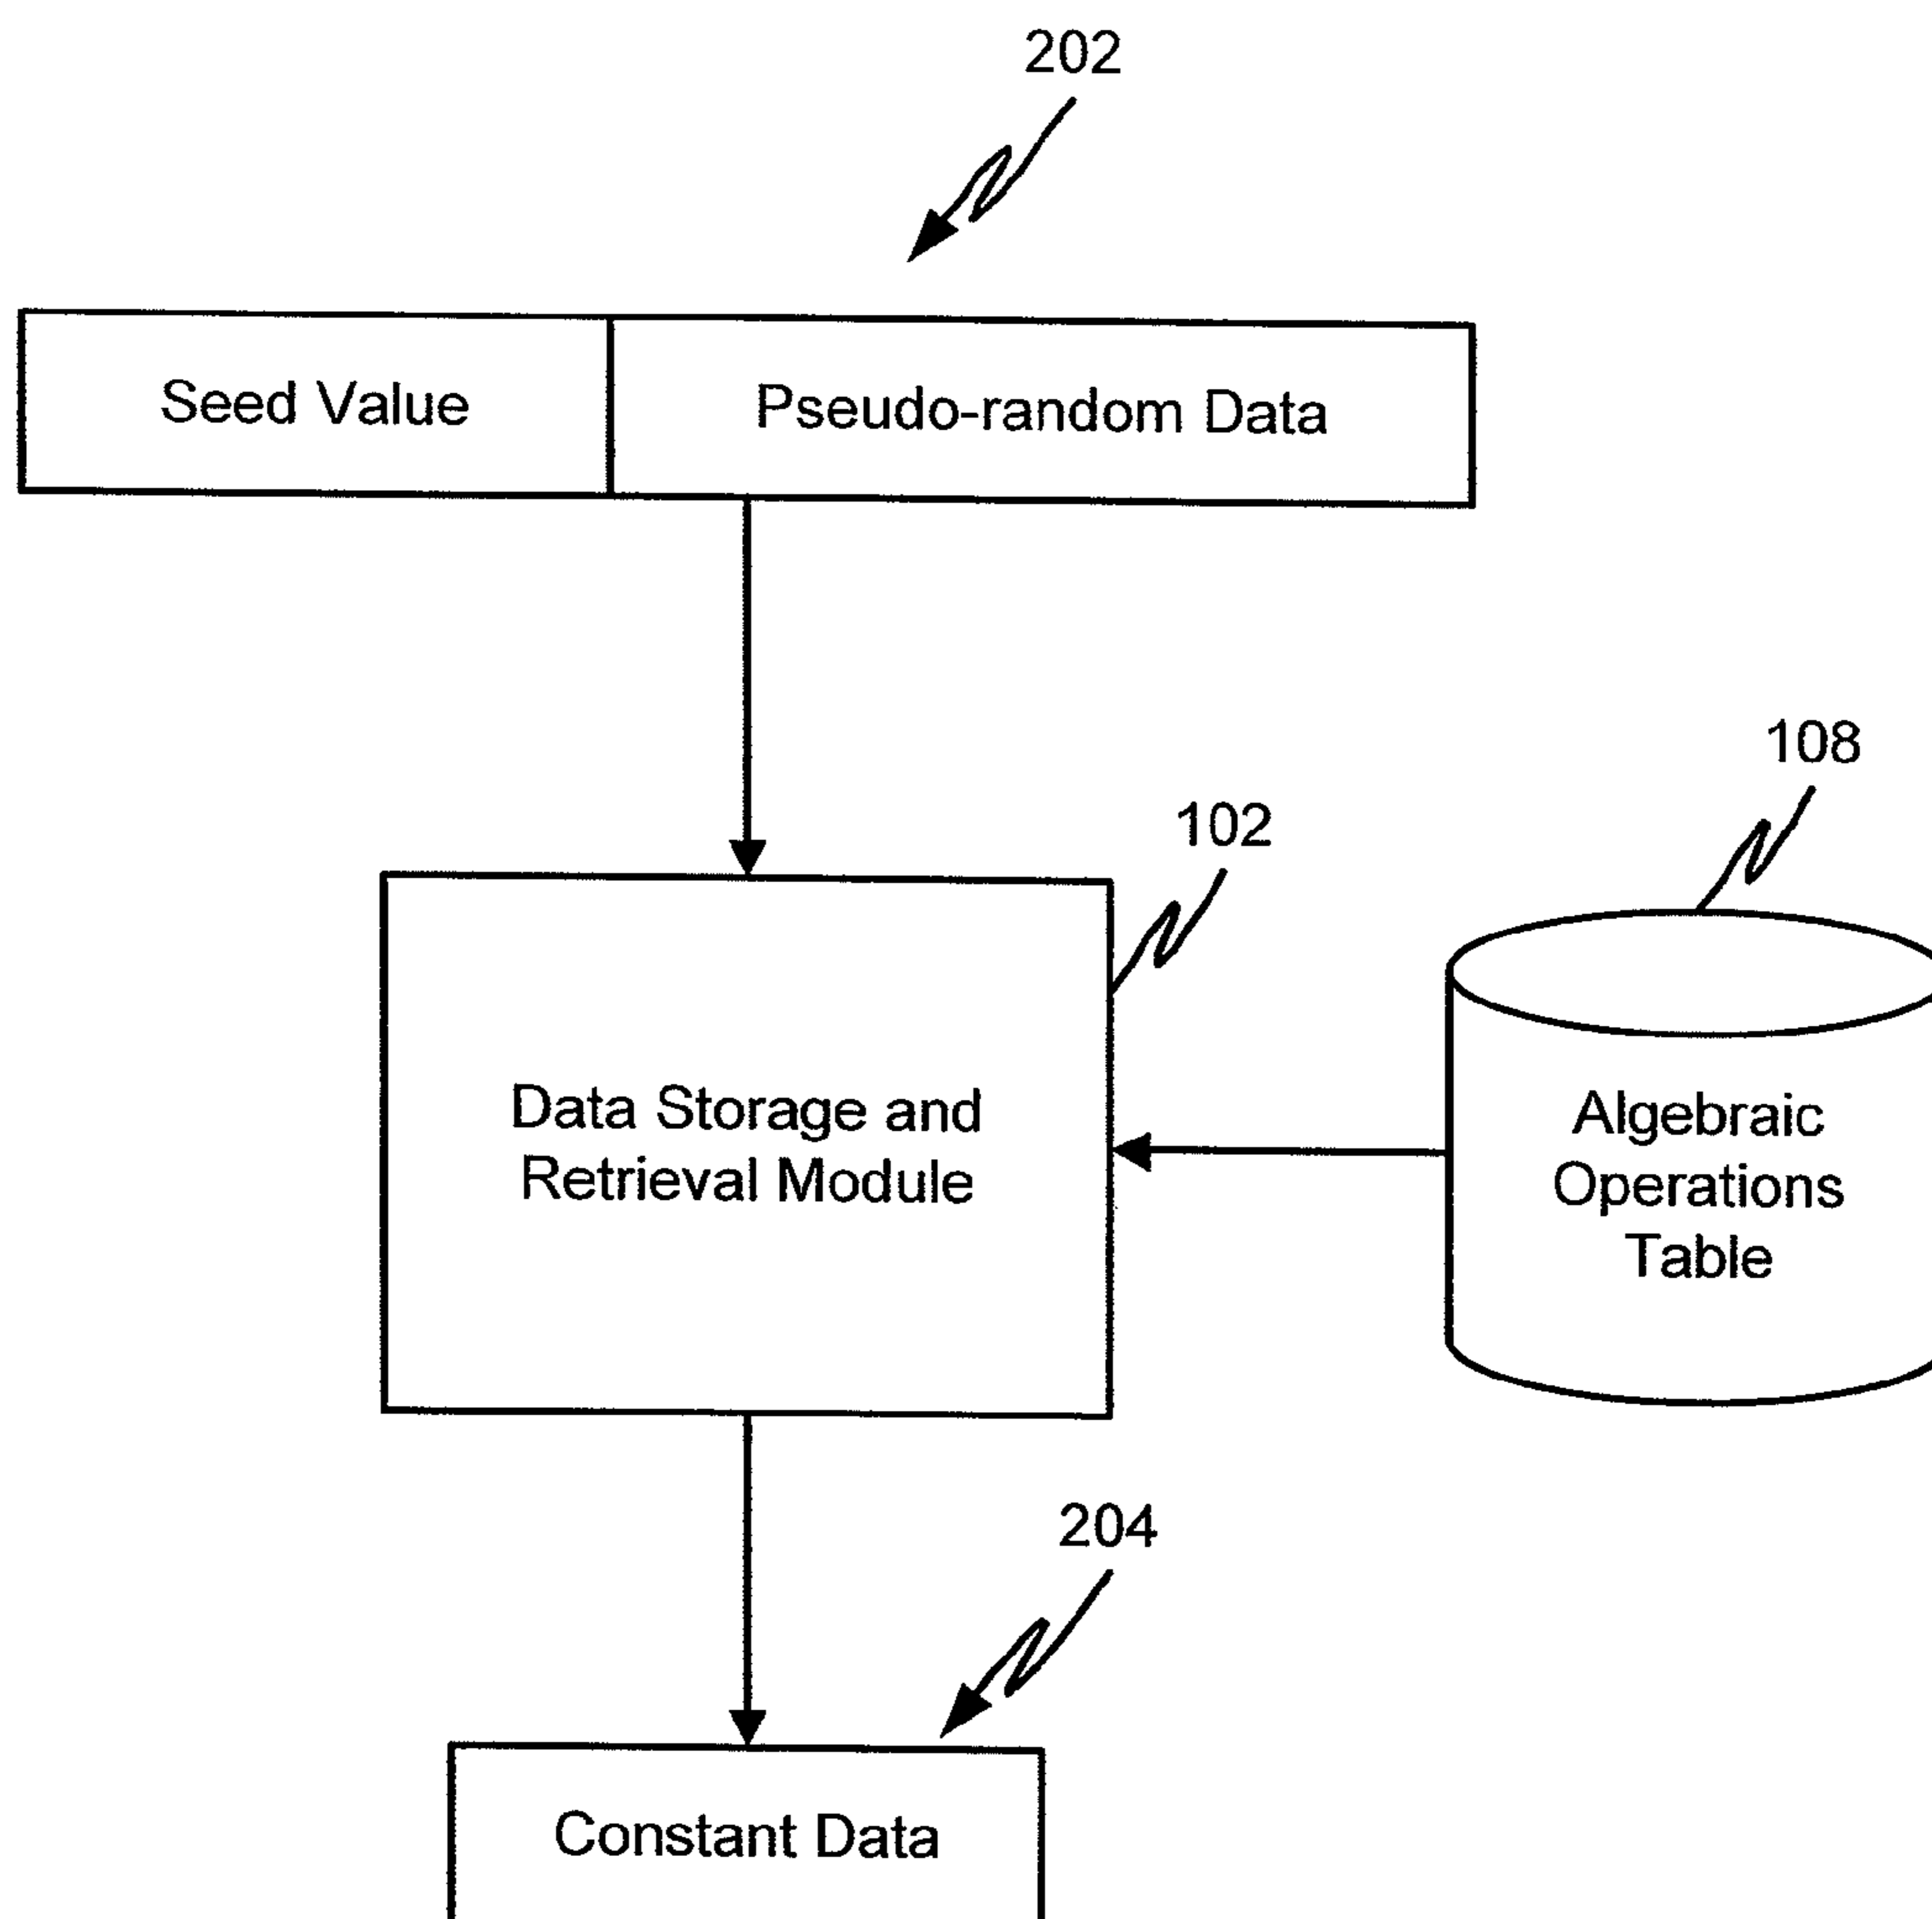 202
Seed Value
Pseudo-random Data
108
102
Data Storage and
Retrieval Module
Algebraic
Operations
Table
204
Constant Data